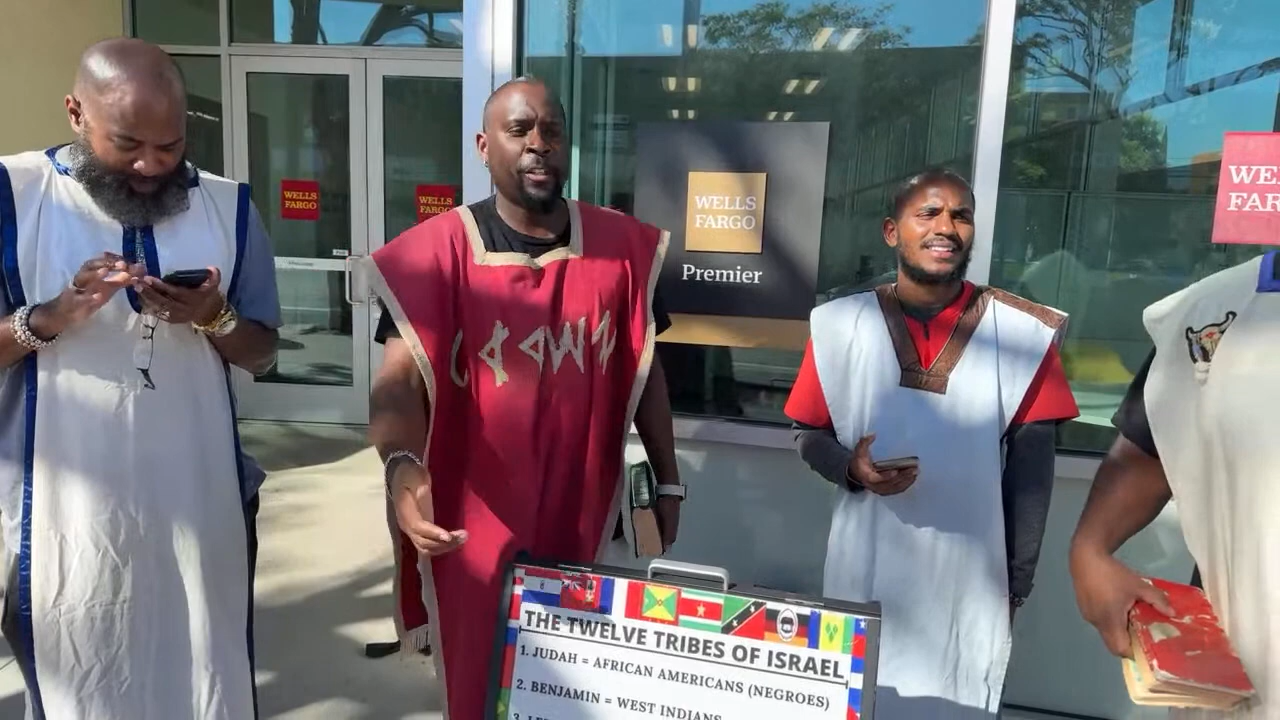 WELLS
FARGO
WELLS
FARGO
WELLS
FARGO
Premier
WE
FAR
THE TWELVE TRIBES OF ISRAEL
1. JUDAH = AFRICAN AMERICANS (NEGROES)
2. BENJAMIN = WEST INDIANS